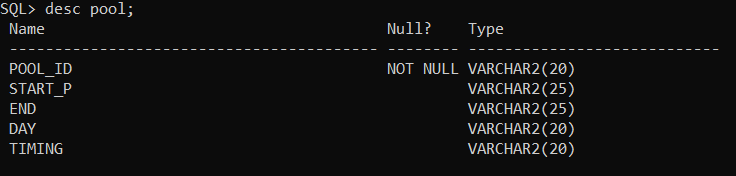 SQL> desc pool;
Name Null? Type
----------------------------------------- -------- ----------------------------
POOL_ID NOT NULL VARCHAR2(20)
START_P VARCHAR2(25)
END VARCHAR2(25)
DAY VARCHAR2(20)
TIMING VARCHAR2(20)